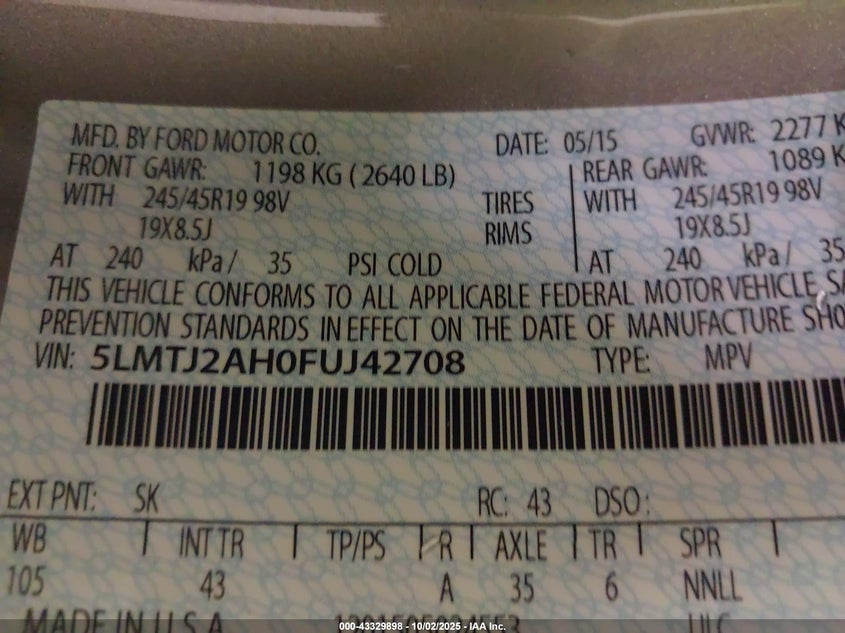 MFD. BY FORD MOTOR CO. DATE: 05/15 GVWR: 2277 K
FRONT GAWR: 1198 KG ( 2640 LB) REAR GAWR: 1089 K
WITH 245/45R19 98V TIRES WITH 245/45R19 98V
19X8.5J RIMS 19X8.5J
AT 240 kPa / 35 PSI COLD AT 240 kPa / 35
THIS VEHICLE CONFORMS TO ALL APPLICABLE FEDERAL MOTOR VEHICLE SA
PREVENTION STANDARDS IN EFFECT ON THE DATE OF MANUFACTURE SHO
VIN: 5LMTJ2AH0FUJ42708 TYPE: MPV
EXT PNT: SK RC: 43 DSO:
WB INT TR TP/PS R AXLE TR SPR
105 43 A 35 6 NNLL
MADE IN U.S.A.
000-43329898 - 10/02/2025 - IAA Inc.